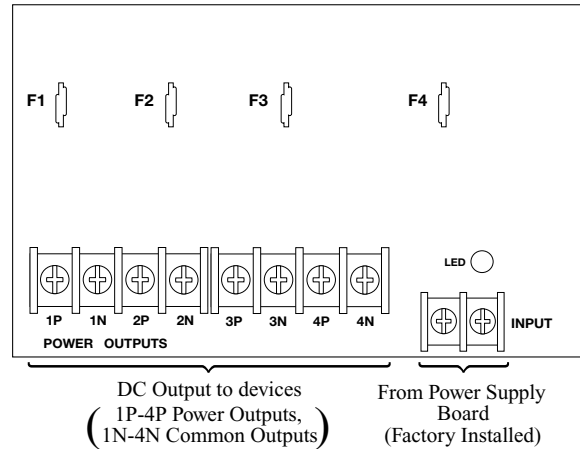 F1 F2 F3 F4
LED
1P 1N 2P 2N 3P 3N 4P 4N
INPUT
POWER OUTPUTS
DC Output to devices
(1P-4P Power Outputs,
1N-4N Common Outputs)
From Power Supply
Board
(Factory Installed)